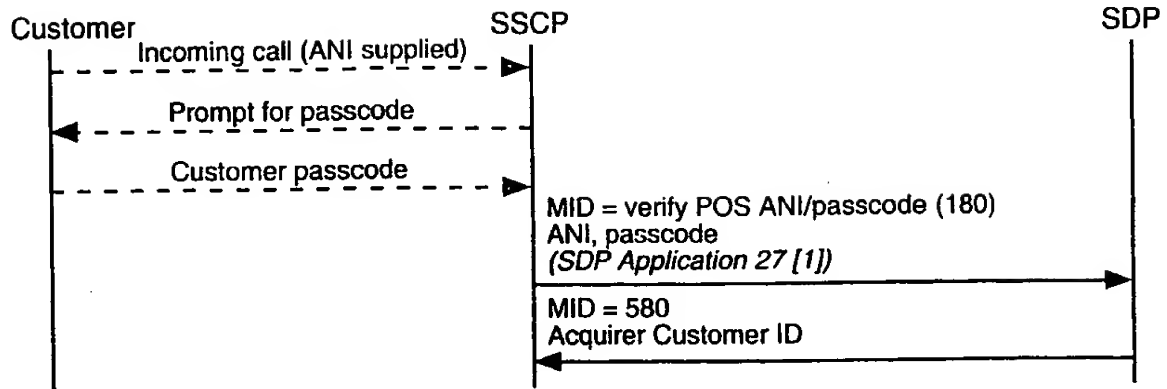 Customer
SSCP
SDP
Incoming call (ANI supplied)
Prompt for passcode
Customer passcode
MID = verify POS ANI/passcode (180)
ANI, passcode
(SDP Application 27 [1])
MID = 580
Acquirer Customer ID